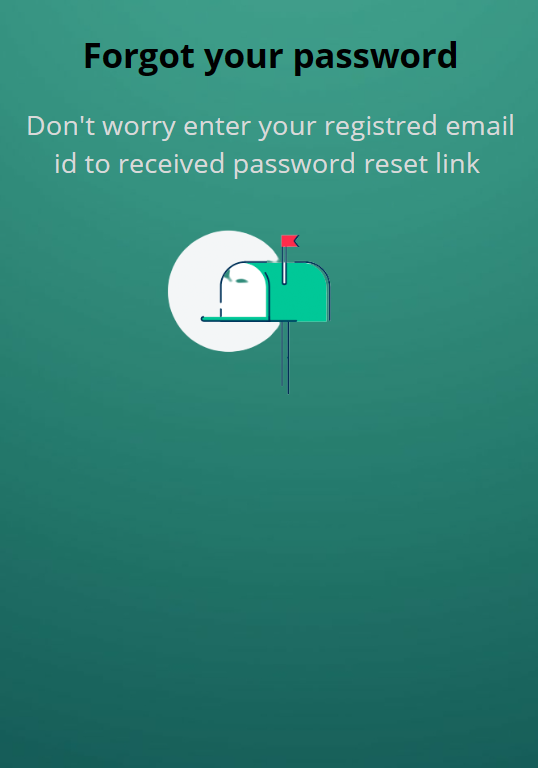 Forgot your password
Don't worry enter your registred email
id to received password reset link